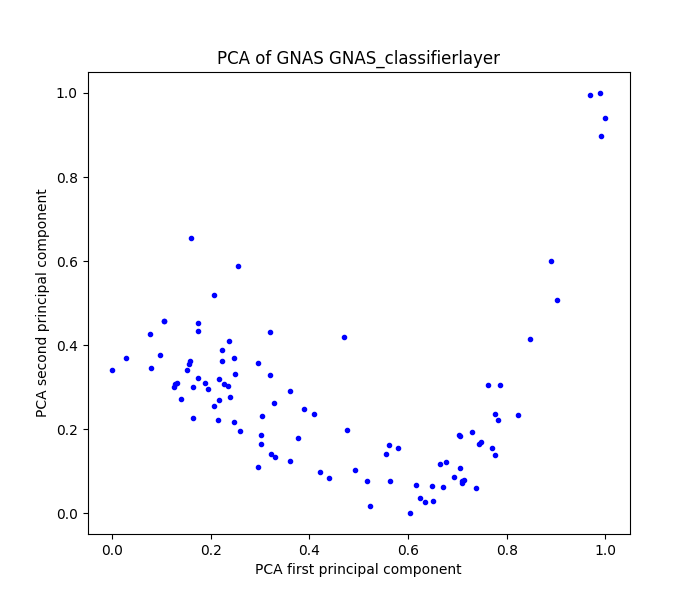 PCA of GNAS GNAS_classifierlayer
PCA second principal component
1.0
0.8
0.6
0.4
0.2
0.0
0.0 0.2 0.4 0.6 0.8 1.0
PCA first principal component